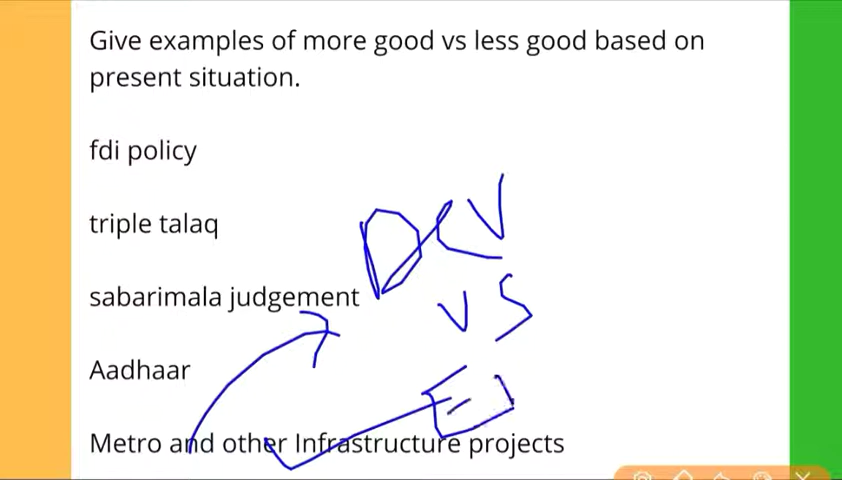 Give examples of more good vs less good based on
present situation.
fdi policy
triple talaq
sabarimala judgement
Aadhaar
Metro and other Infrastructure projects
DEV
VS